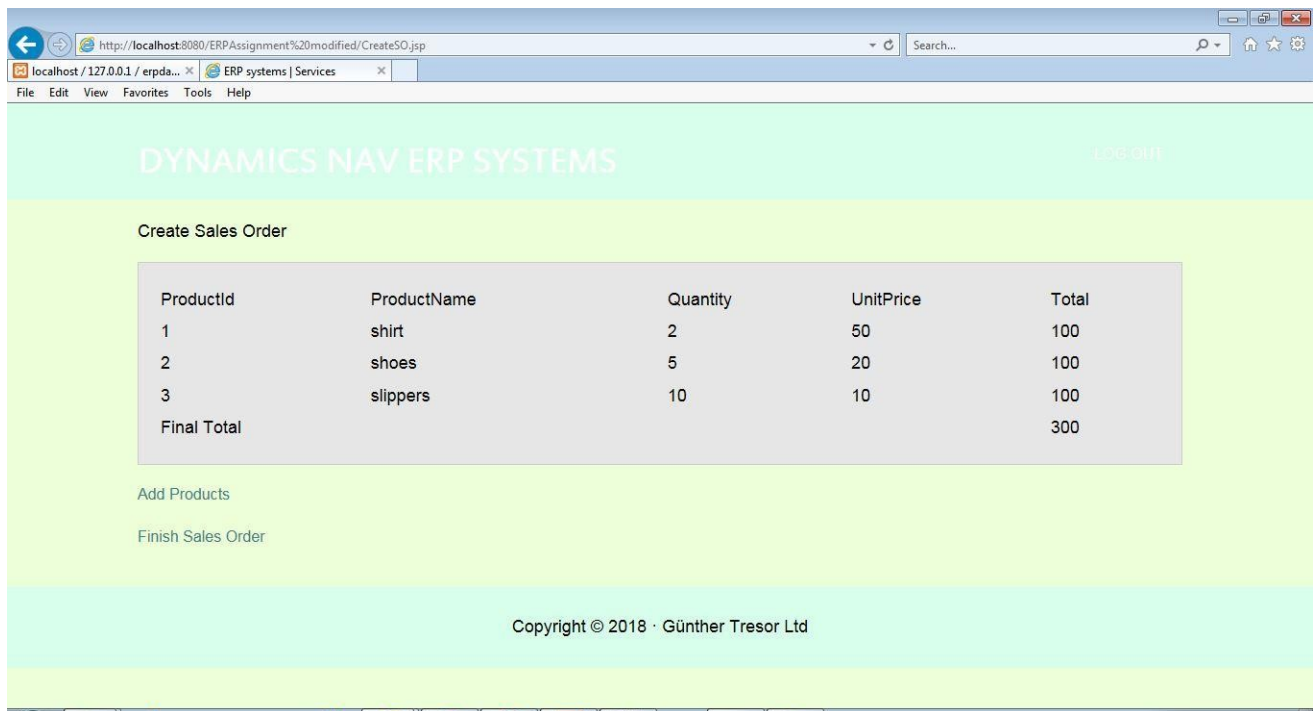 http://localhost:8080/ERPAssignment%20modified/CreateSO.jsp
Search...
localhost / 127.0.0.1 / erpda...
ERP systems | Services
File Edit View Favorites Tools Help
DYNAMICS NAV ERP SYSTEMS
LOG OUT
Create Sales Order
ProductId ProductName Quantity UnitPrice Total
1 shirt 2 50 100
2 shoes 5 20 100
3 slippers 10 10 100
Final Total 300
Add Products
Finish Sales Order
Copyright © 2018 · Günther Tresor Ltd